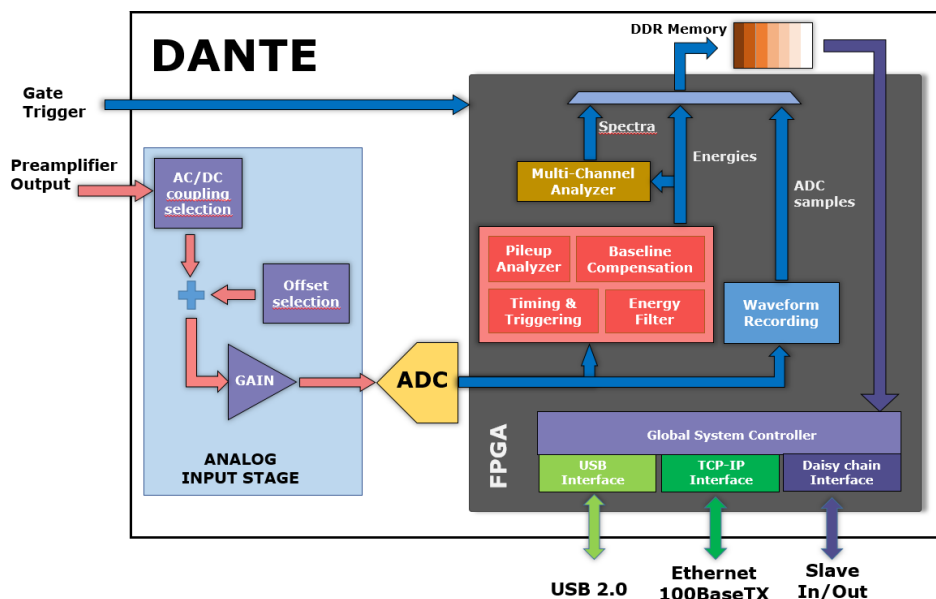 DANTE
DDR Memory
Gate
Trigger
Preamplifier
Output
AC/DC
coupling
selection
Offset
selection
GAIN
ANALOG
INPUT STAGE
ADC
Spectra
Energies
ADC
samples
Multi-Channel
Analyzer
Pileup
Analyzer
Baseline
Compensation
Timing &
Triggering
Energy
Filter
Waveform
Recording
FPGA
Global System Controller
USB
Interface
TCP-IP
Interface
Daisy chain
Interface
USB 2.0
Ethernet
100BaseTX
Slave
In/Out